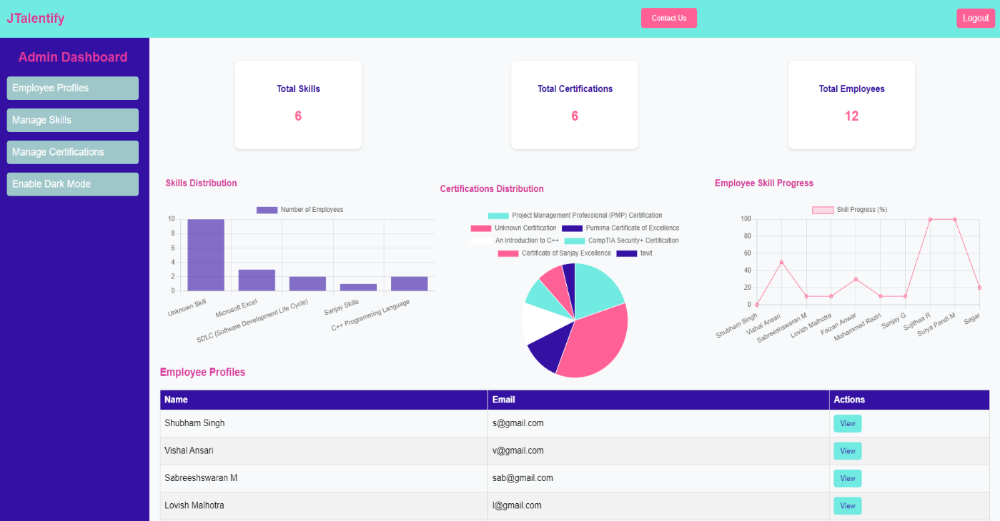 JTalentify
Contact Us
Logout
Admin Dashboard
Employee Profiles
Manage Skills
Manage Certifications
Enable Dark Mode
Total Skills
6
Total Certifications
6
Total Employees
12
Skills Distribution
Number of Employees
10
8
6
4
2
0
Unknown Skill
Microsoft Excel
SDLC (Software Development Life Cycle)
Sanjay Skills
C++ Programming Language
Certifications Distribution
Project Management Professional (PMP) Certification
Unknown Certification Purnima Certificate of Excellence
An Introduction to C++ CompTIA Security+ Certification
Certificate of Sanjay Excellence tewt
Employee Skill Progress
Skill Progress (%)
100
80
60
40
20
0
Shubham Singh
Vishal Ansari
Sabreeshswaran M
Lovish Malhotra
Faizan Anwar
Mohammad Razin
Sanjay G
Sujithaa R
Surya Pandi M
Sagar
Employee Profiles
Name Email Actions
Shubham Singh s@gmail.com View
Vishal Ansari v@gmail.com View
Sabreeshswaran M sab@gmail.com View
Lovish Malhotra l@gmail.com View